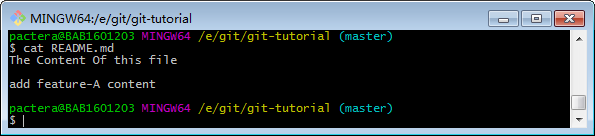 MINGW64:/e/git/git-tutorial
pactera@BAB1601203 MINGW64 /e/git/git-tutorial (master)
$ cat README.md
The Content Of this file
add feature-A content
pactera@BAB1601203 MINGW64 /e/git/git-tutorial (master)
$